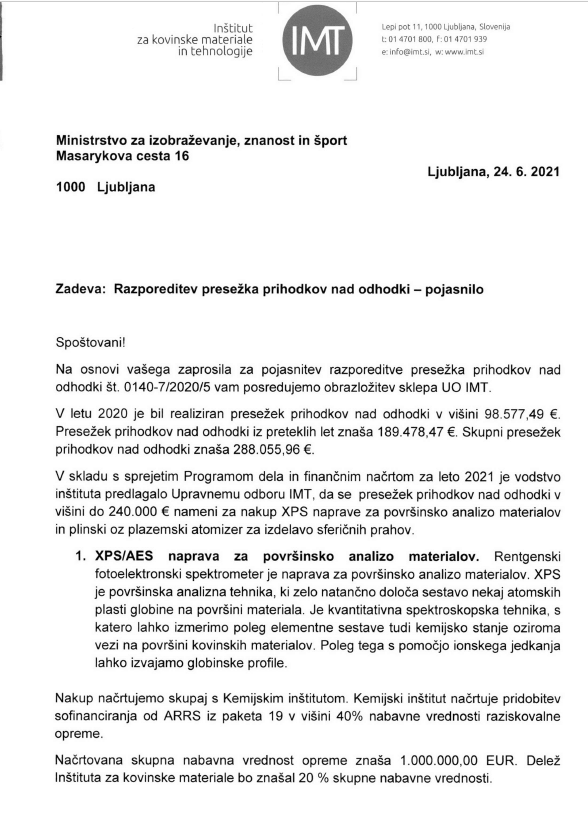 Inštitut
za kovinske materiale
in tehnologije
IMT
Lepi pot 11, 1000 Ljubljana, Slovenija
t: 01 4701 800, f: 01 4701 939
e: info@imt.si, w: www.imt.si
Ministrstvo za izobraževanje, znanost in šport
Masarykova cesta 16
Ljubljana, 24. 6. 2021
1000 Ljubljana
Zadeva: Razporeditev presežka prihodkov nad odhodki – pojasnilo
Spoštovani!
Na osnovi vašega zaprosila za pojasnitev razporeditve presežka prihodkov nad
odhodki št. 0140-7/2020/5 vam posredujemo obrazložitev sklepa UO IMT.
V letu 2020 je bil realiziran presežek prihodkov nad odhodki v višini 98.577,49 €.
Presežek prihodkov nad odhodki iz preteklih let znaša 189.478,47 €. Skupni presežek
prihodkov nad odhodki znaša 288.055,96 €.
V skladu s sprejetim Programom dela in finančnim načrtom za leto 2021 je vodstvo
inštituta predlagalo Upravnemu odboru IMT, da se presežek prihodkov nad odhodki v
višini do 240.000 € nameni za nakup XPS naprave za površinsko analizo materialov
in plinski oz plazemski atomizer za izdelavo sferičnih prahov.
1. XPS/AES naprava za površinsko analizo materialov. Rentgenski
fotoelektronski spektrometer je naprava za površinsko analizo materialov. XPS
je površinska analizna tehnika, ki zelo natančno določa sestavo nekaj atomskih
plasti globine na površini materiala. Je kvantitativna spektroskopska tehnika, s
katero lahko izmerimo poleg elementne sestave tudi kemijsko stanje oziroma
vezi na površini kovinskih materialov. Poleg tega s pomočjo ionskega jedkanja
lahko izvajamo globinske profile.
Nakup načrtujemo skupaj s Kemijskim inštitutom. Kemijski institut načrtuje pridobitev
sofinanciranja od ARRS iz paketa 19 v višini 40% nabavne vrednosti raziskovalne
opreme.
Načrtovana skupna nabavna vrednost opreme znaša 1.000.000,00 EUR. Delež
Inštituta za kovinske materiale bo znašal 20 % skupne nabavne vrednosti.